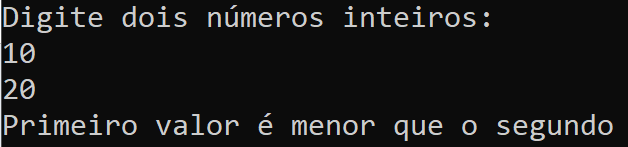 Digite dois números inteiros:
10
20
Primeiro valor é menor que o segundo